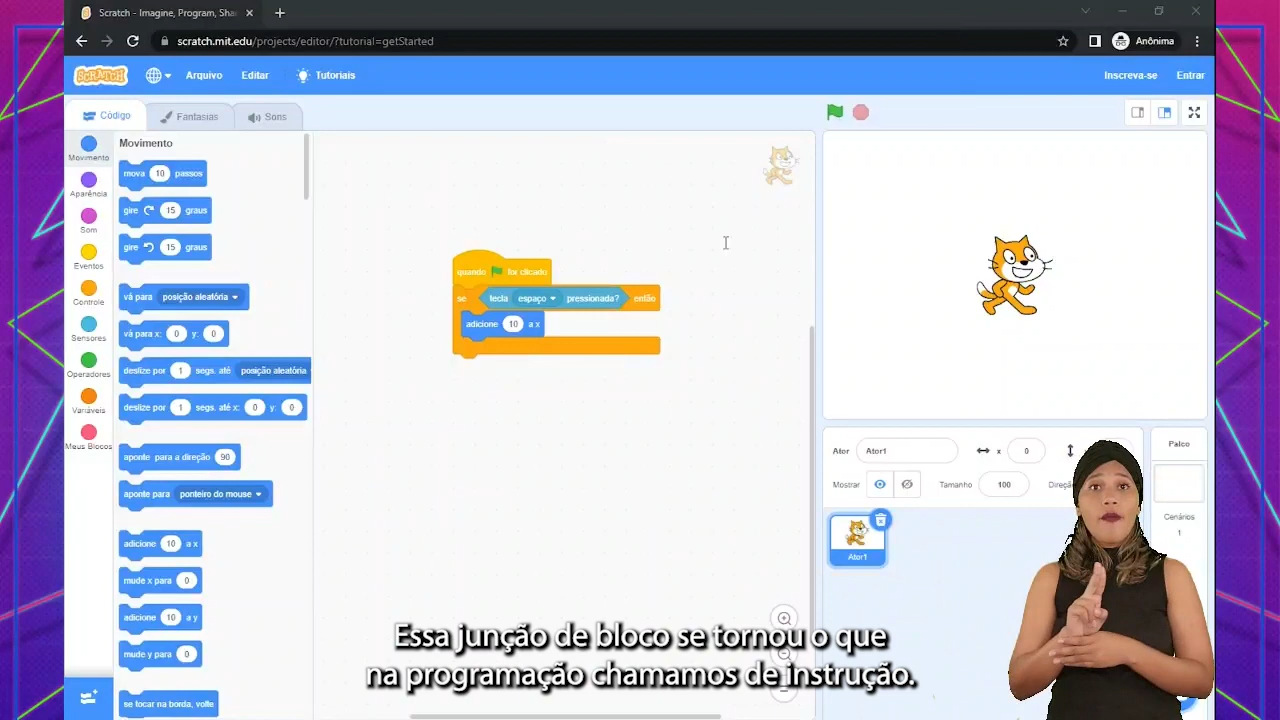 Scratch - Imagine, Program, Sha
scratch.mit.edu/projects/editor/?tutorial=getStarted
Anônima
SCRATCH
Arquivo
Editar
Tutoriais
Inscreva-se
Entrar
Código
Fantasias
Sons
Movimento
Aparência
Som
Eventos
Controle
Sensores
Operadores
Variáveis
Meus Blocos
Movimento
mova 10 passos
gire 15 graus
gire 15 graus
vá para posição aleatória
vá para x: 0 y: 0
deslize por 1 segs. até posição aleatória
deslize por 1 segs. até x: 0 y: 0
aponte para a direção 90
aponte para ponteiro do mouse
adicione 10 a x
mude x para 0
adicione 10 a y
mude y para 0
se tocar na borda, volte
quando for clicado
se tecla espaço pressionada? então
adicione 10 a x
Ator Ator1 x 0
Mostrar Tamanho 100 Direç
Ator1
Palco
Cenários
1
Essa junção de bloco se tornou o que
na programação chamamos de instrução.